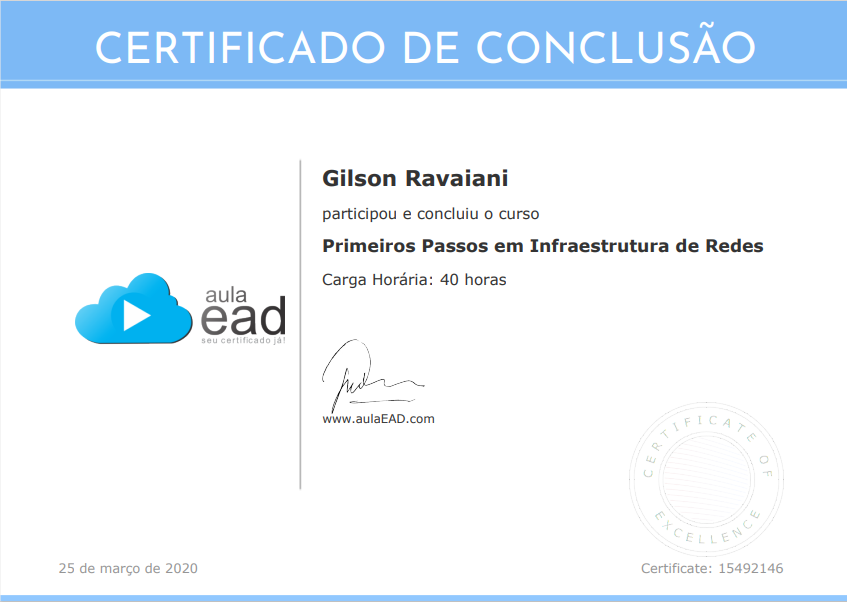 CERTIFICADO DE CONCLUSÃO
Gilson Ravaiani
participou e concluiu o curso
Primeiros Passos em Infraestrutura de Redes
Carga Horária: 40 horas
aula
ead
seu certificado já!
www.aulaEAD.com
CERTIFICATE OF
EXCELLENCE
25 de março de 2020
Certificate: 15492146